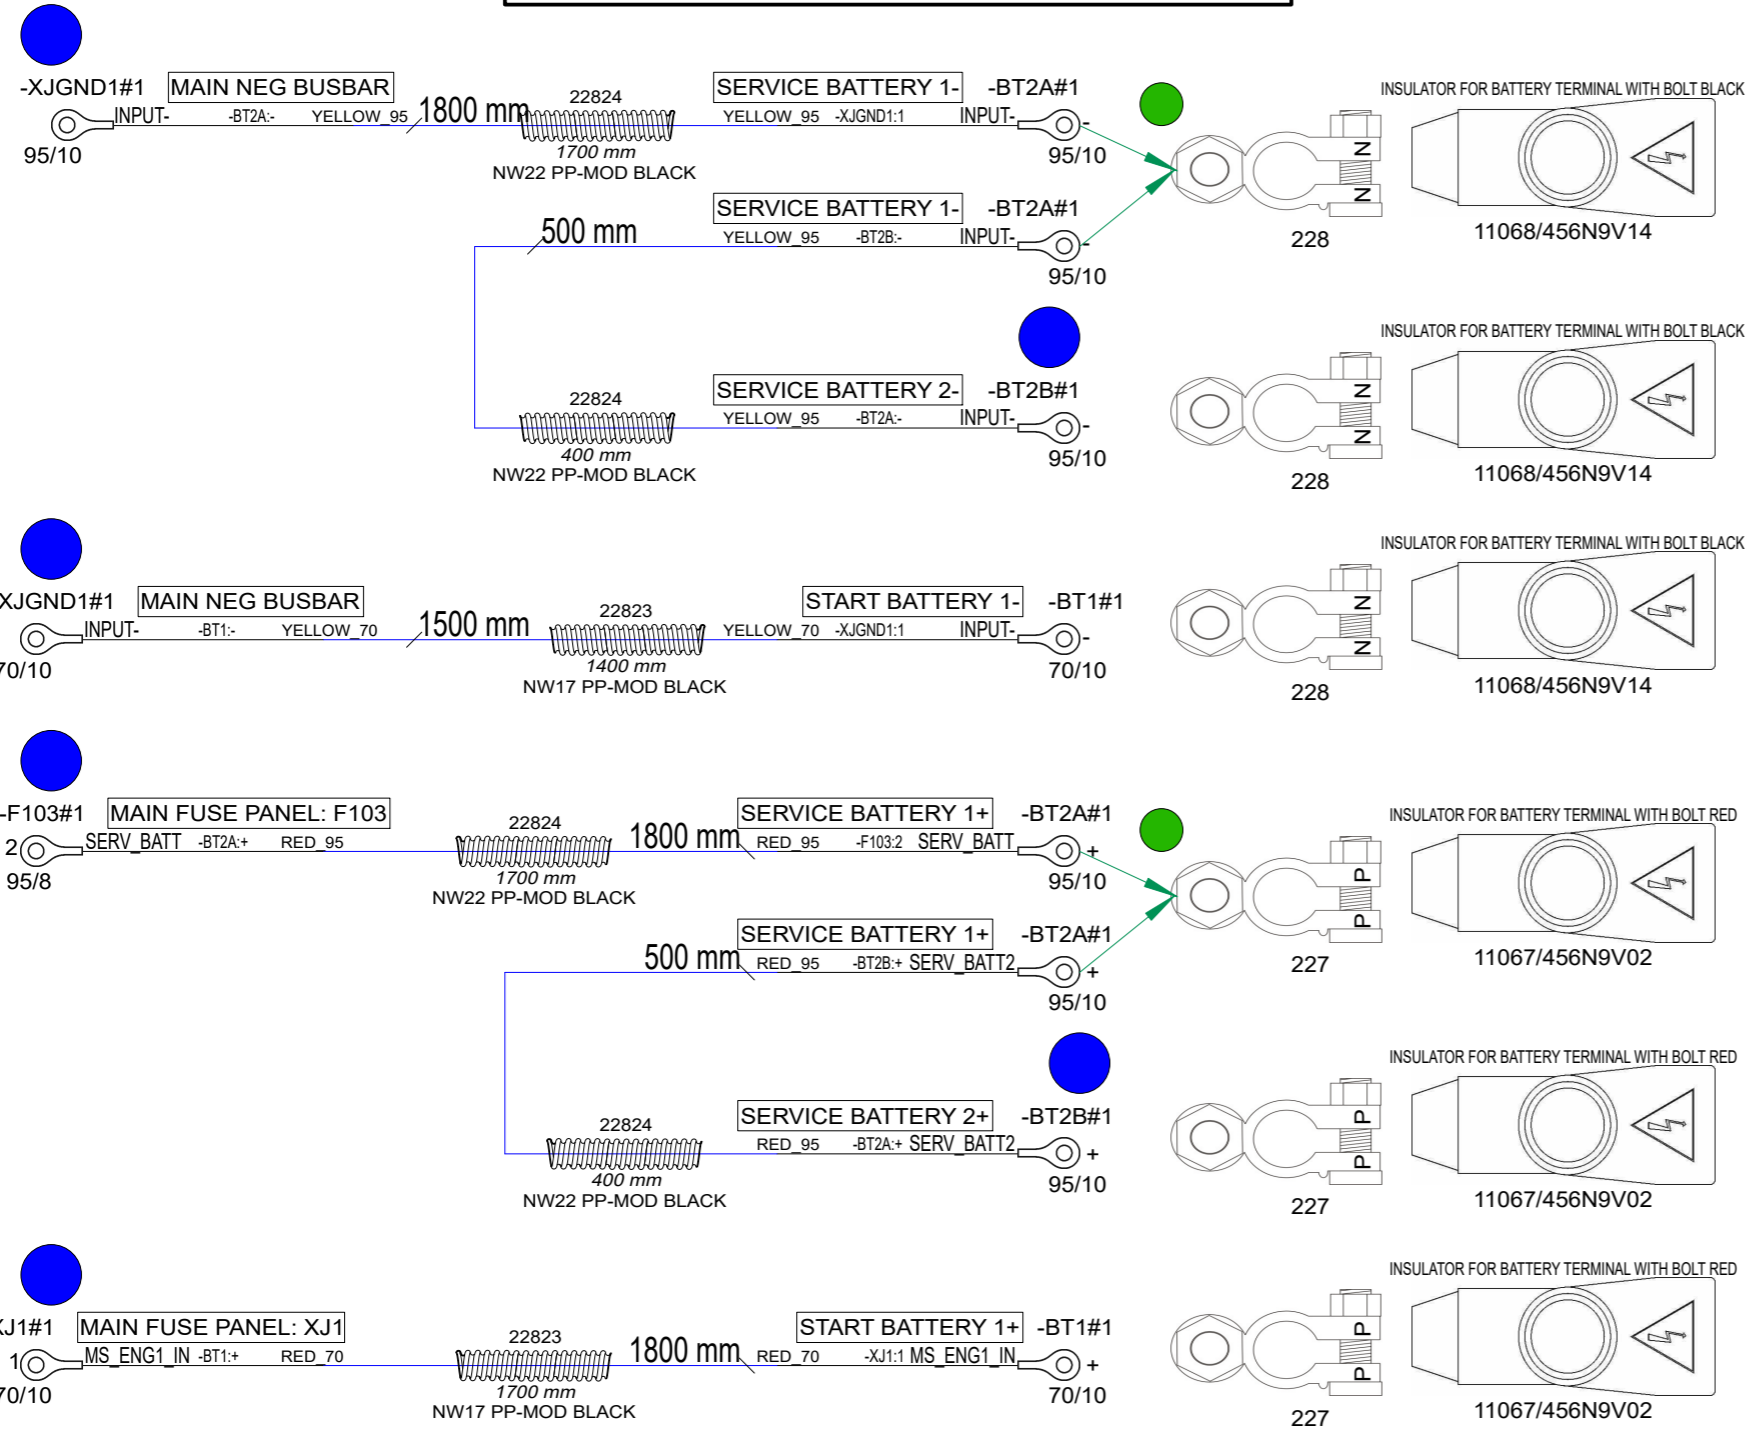 -XJGND1#1 MAIN NEG BUSBAR 22824 SERVICE BATTERY 1- -BT2A#1 INSULATOR FOR BATTERY TERMINAL WITH BOLT BLACK
INPUT- -BT2A:- YELLOW_95 1800 mm YELLOW_95 -XJGND1:1 INPUT- - N
95/10 1700 mm 95/10 N
NW22 PP-MOD BLACK
SERVICE BATTERY 1- -BT2A#1
500 mm YELLOW_95 -BT2B:- INPUT- - 228 11068/456N9V14
95/10
INSULATOR FOR BATTERY TERMINAL WITH BOLT BLACK
22824 SERVICE BATTERY 2- -BT2B#1 N
YELLOW_95 -BT2A:- INPUT- - N
400 mm 95/10
NW22 PP-MOD BLACK 228 11068/456N9V14
INSULATOR FOR BATTERY TERMINAL WITH BOLT BLACK
XJGND1#1 MAIN NEG BUSBAR 22823 START BATTERY 1- -BT1#1 N
INPUT- -BT1:- YELLOW_70 1500 mm YELLOW_70 -XJGND1:1 INPUT- - N
70/10 1400 mm 70/10
NW17 PP-MOD BLACK 228 11068/456N9V14
-F103#1 MAIN FUSE PANEL: F103 22824 SERVICE BATTERY 1+ -BT2A#1 INSULATOR FOR BATTERY TERMINAL WITH BOLT RED
2 SERV_BATT -BT2A:+ RED_95 1800 mm RED_95 -F103:2 SERV_BATT + P
95/8 1700 mm 95/10 P
NW22 PP-MOD BLACK
SERVICE BATTERY 1+ -BT2A#1
500 mm RED_95 -BT2B:+ SERV_BATT2 + 227 11067/456N9V02
95/10
INSULATOR FOR BATTERY TERMINAL WITH BOLT RED
22824 SERVICE BATTERY 2+ -BT2B#1 P
RED_95 -BT2A:+ SERV_BATT2 + P
400 mm 95/10
NW22 PP-MOD BLACK 227 11067/456N9V02
INSULATOR FOR BATTERY TERMINAL WITH BOLT RED
XJ1#1 MAIN FUSE PANEL: XJ1 22823 START BATTERY 1+ -BT1#1 P
1 MS_ENG1_IN -BT1:+ RED_70 1800 mm RED_70 -XJ1:1 MS_ENG1_IN + P
70/10 1700 mm 70/10
NW17 PP-MOD BLACK 227 11067/456N9V02